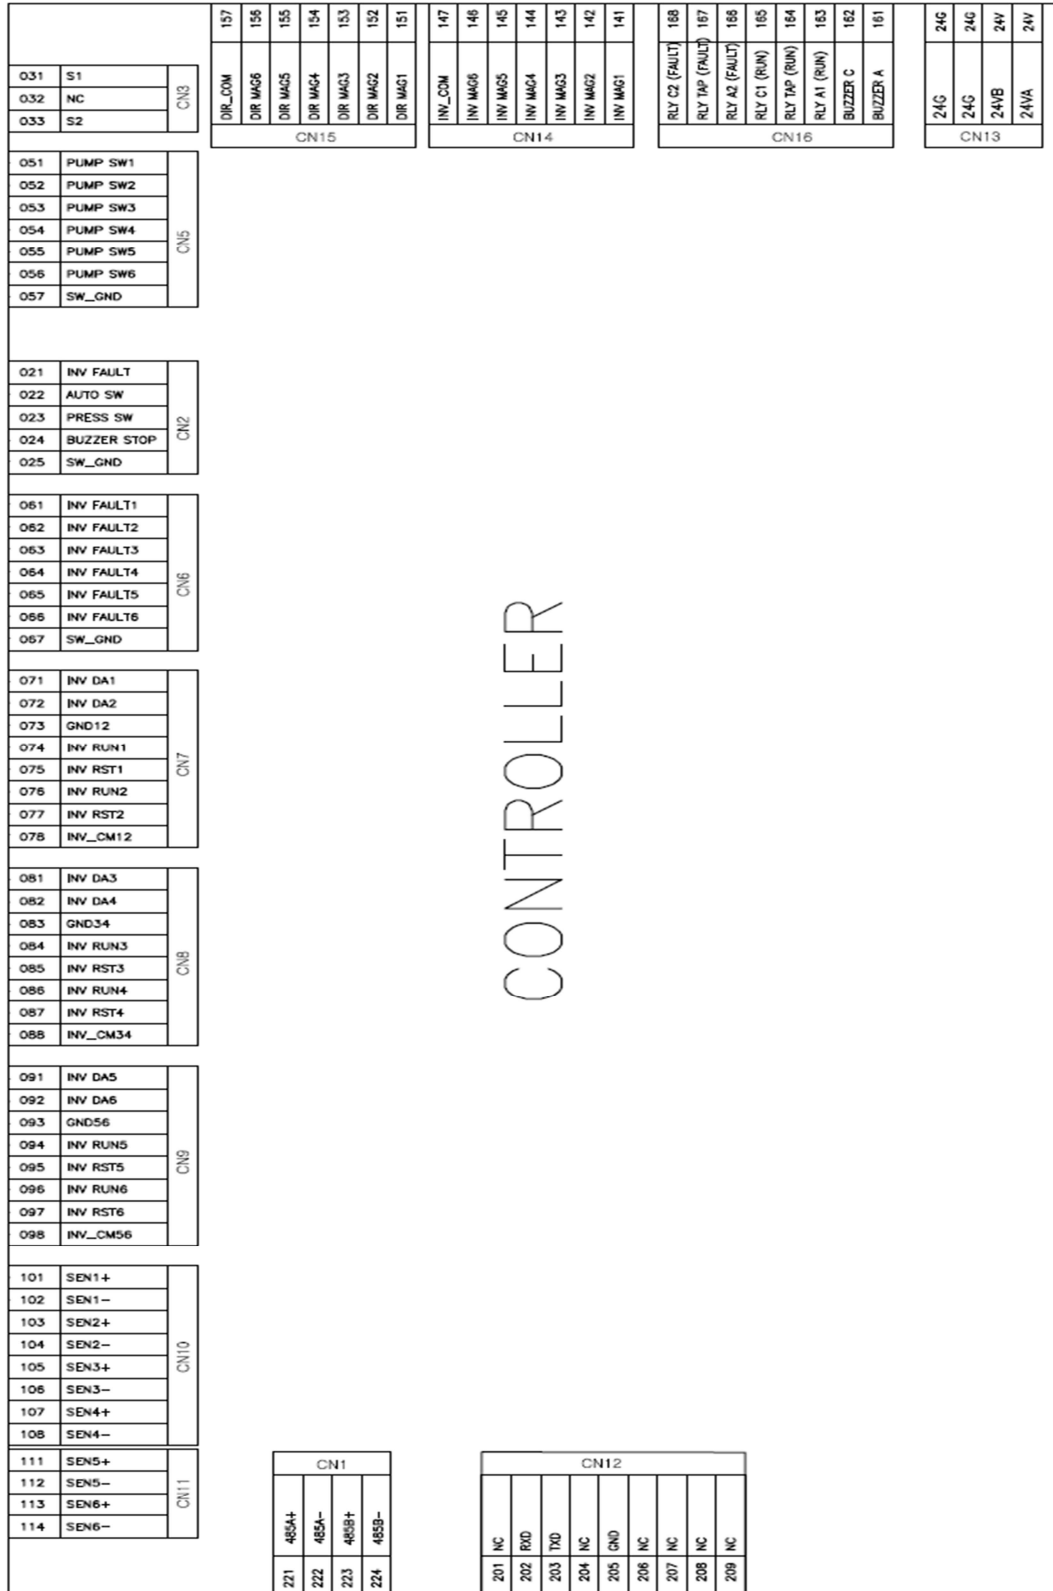 157 DIR_COM
156 DIR MAG6
155 DIR MAG5
154 DIR MAG4
153 DIR MAG3
152 DIR MAG2
151 DIR MAG1
CN15
147 INV_COM
146 INV MAG6
145 INV MAG5
144 INV MAG4
143 INV MAG3
142 INV MAG2
141 INV MAG1
CN14
168 RLY C2 (FAULT)
167 RLY TAP (FAULT)
166 RLY A2 (FAULT)
165 RLY C1 (RUN)
164 RLY TAP (RUN)
163 RLY A1 (RUN)
162 BUZZER C
161 BUZZER A
CN16
24G 24G
24G 24G
24V 24VB
24V 24VA
CN13
031 S1
032 NC
033 S2
CN3
051 PUMP SW1
052 PUMP SW2
053 PUMP SW3
054 PUMP SW4
055 PUMP SW5
056 PUMP SW6
057 SW_GND
CN5
021 INV FAULT
022 AUTO SW
023 PRESS SW
024 BUZZER STOP
025 SW_GND
CN2
061 INV FAULT1
062 INV FAULT2
063 INV FAULT3
064 INV FAULT4
065 INV FAULT5
066 INV FAULT6
067 SW_GND
CN6
071 INV DA1
072 INV DA2
073 GND12
074 INV RUN1
075 INV RST1
076 INV RUN2
077 INV RST2
078 INV_CM12
CN7
081 INV DA3
082 INV DA4
083 GND34
084 INV RUN3
085 INV RST3
086 INV RUN4
087 INV RST4
088 INV_CM34
CN8
091 INV DA5
092 INV DA6
093 GND56
094 INV RUN5
095 INV RST5
096 INV RUN6
097 INV RST6
098 INV_CM56
CN9
101 SEN1+
102 SEN1-
103 SEN2+
104 SEN2-
105 SEN3+
106 SEN3-
107 SEN4+
108 SEN4-
CN10
111 SEN5+
112 SEN5-
113 SEN6+
114 SEN6-
CN11
CONTROLLER
CN1
221 485A+
222 485A-
223 485B+
224 485B-
CN12
201 NC
202 RXD
203 TXD
204 NC
205 GND
206 NC
207 NC
208 NC
209 NC